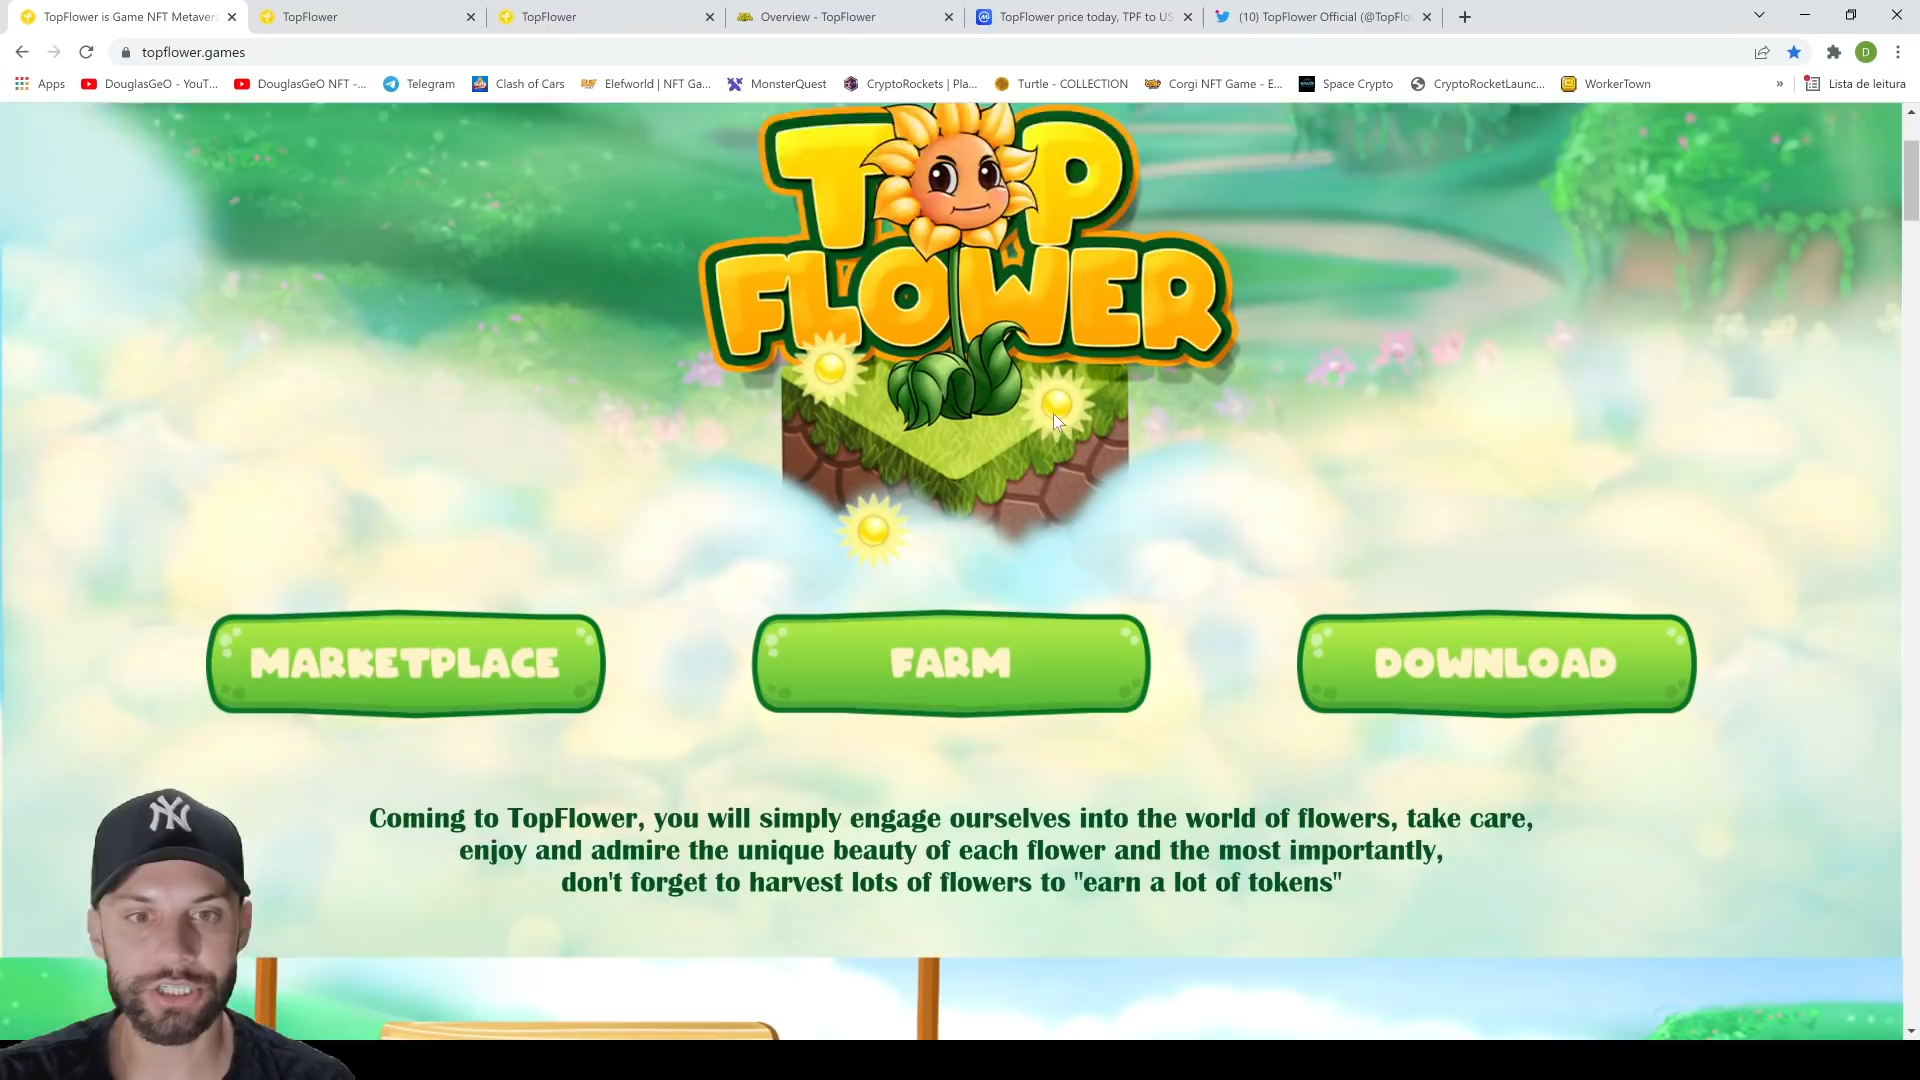 TopFlower is Game NFT Metavers
TopFlower
TopFlower
Overview - TopFlower
TopFlower price today, TPF to US
(10) TopFlower Official (@TopFlo
topflower.games
D
Apps
DouglasGeO - YouT...
DouglasGeO NFT -...
Telegram
Clash of Cars
Elefworld | NFT Ga...
MonsterQuest
CryptoRockets | Pla...
Turtle - COLLECTION
Corgi NFT Game - E...
Space Crypto
CryptoRocketLaunc...
WorkerTown
»
Lista de leitura
TOP
FLOWER
MARKETPLACE
FARM
DOWNLOAD
Coming to TopFlower, you will simply engage ourselves into the world of flowers, take care,
enjoy and admire the unique beauty of each flower and the most importantly,
don't forget to harvest lots of flowers to "earn a lot of tokens"
NY